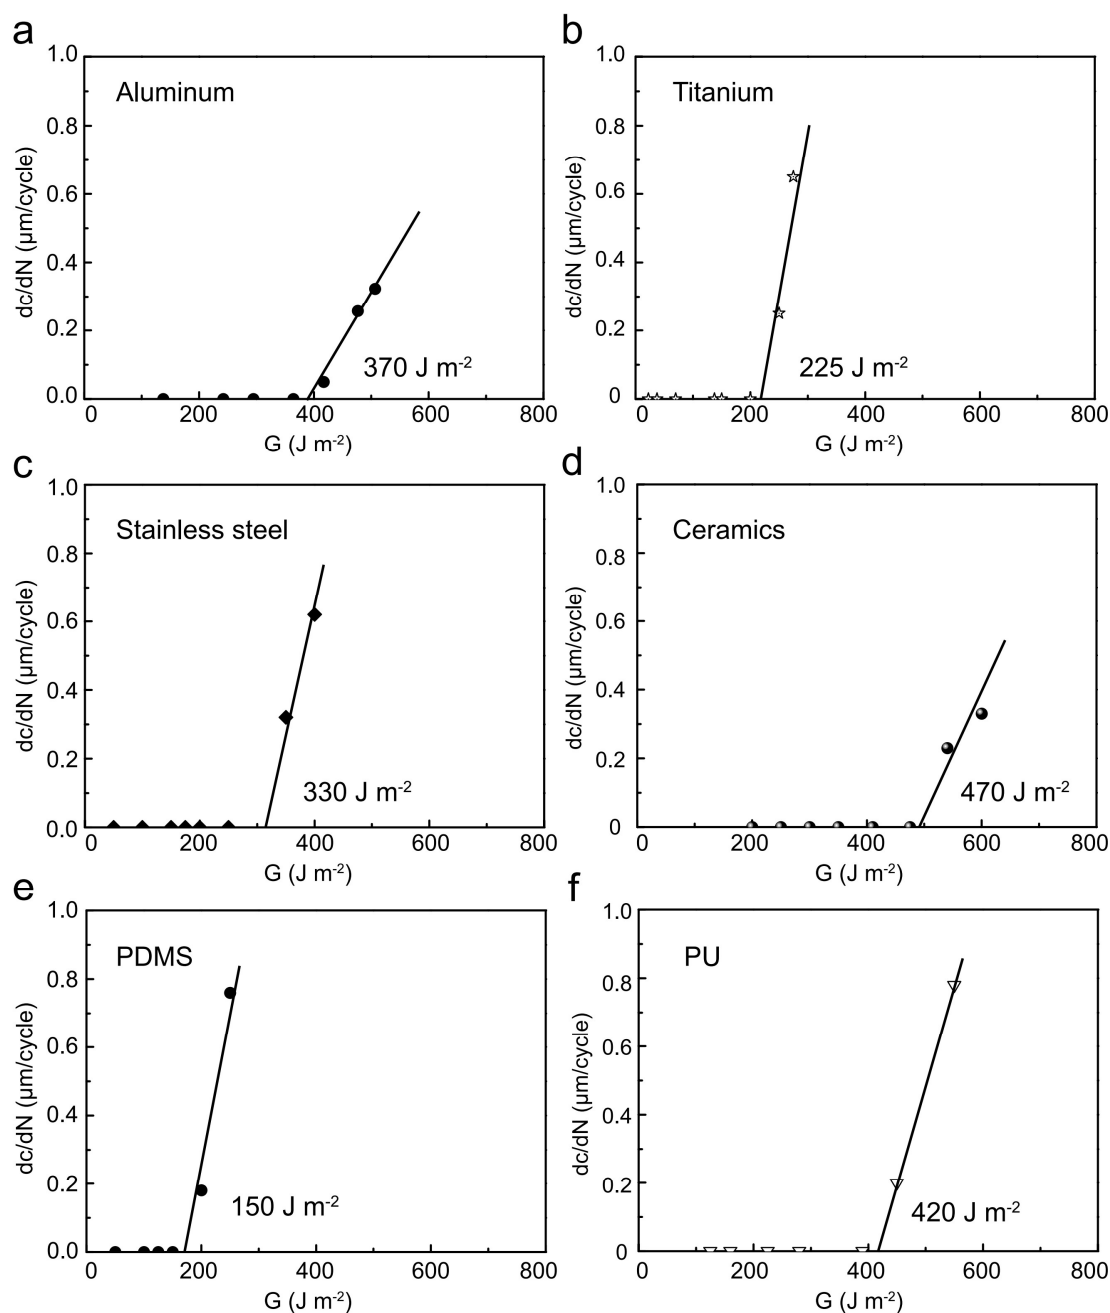 a
1.0
0.8
0.6
0.4
0.2
0.0
dc/dN (μm/cycle)
Aluminum
370 J m-2
0 200 400 600 800
G (J m-2)
b
1.0
0.8
0.6
0.4
0.2
0
dc/dN (μm/cycle)
Titanium
225 J m-2
0 200 400 600 800
G (J m-2)
c
1.0
0.8
0.6
0.4
0.2
0.0
dc/dN (μm/cycle)
Stainless steel
330 J m-2
0 200 400 600 800
G (J m-2)
d
1.0
0.8
0.6
0.4
0.2
0
dc/dN (μm/cycle)
Ceramics
470 J m-2
0 200 400 600 800
G (J m-2)
e
1.0
0.8
0.6
0.4
0.2
0.0
dc/dN (μm/cycle)
PDMS
150 J m-2
0 200 400 600 800
G (J m-2)
f
1.0
0.8
0.6
0.4
0.2
0
dc/dN (μm/cycle)
PU
420 J m-2
0 200 400 600 800
G (J m-2)